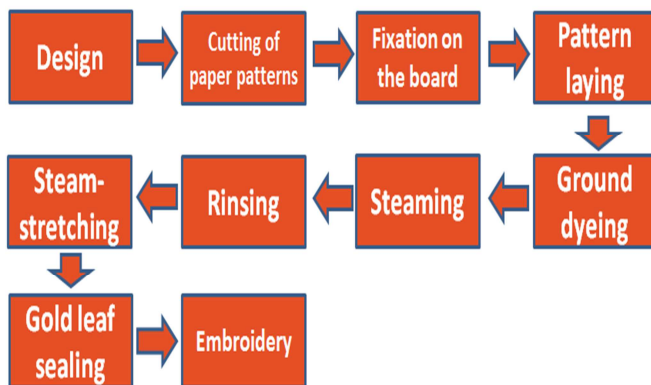 Design
Cutting of
paper patterns
Fixation on
the board
Pattern
laying
Ground
dyeing
Steaming
Rinsing
Steam-
stretching
Gold leaf
sealing
Embroidery